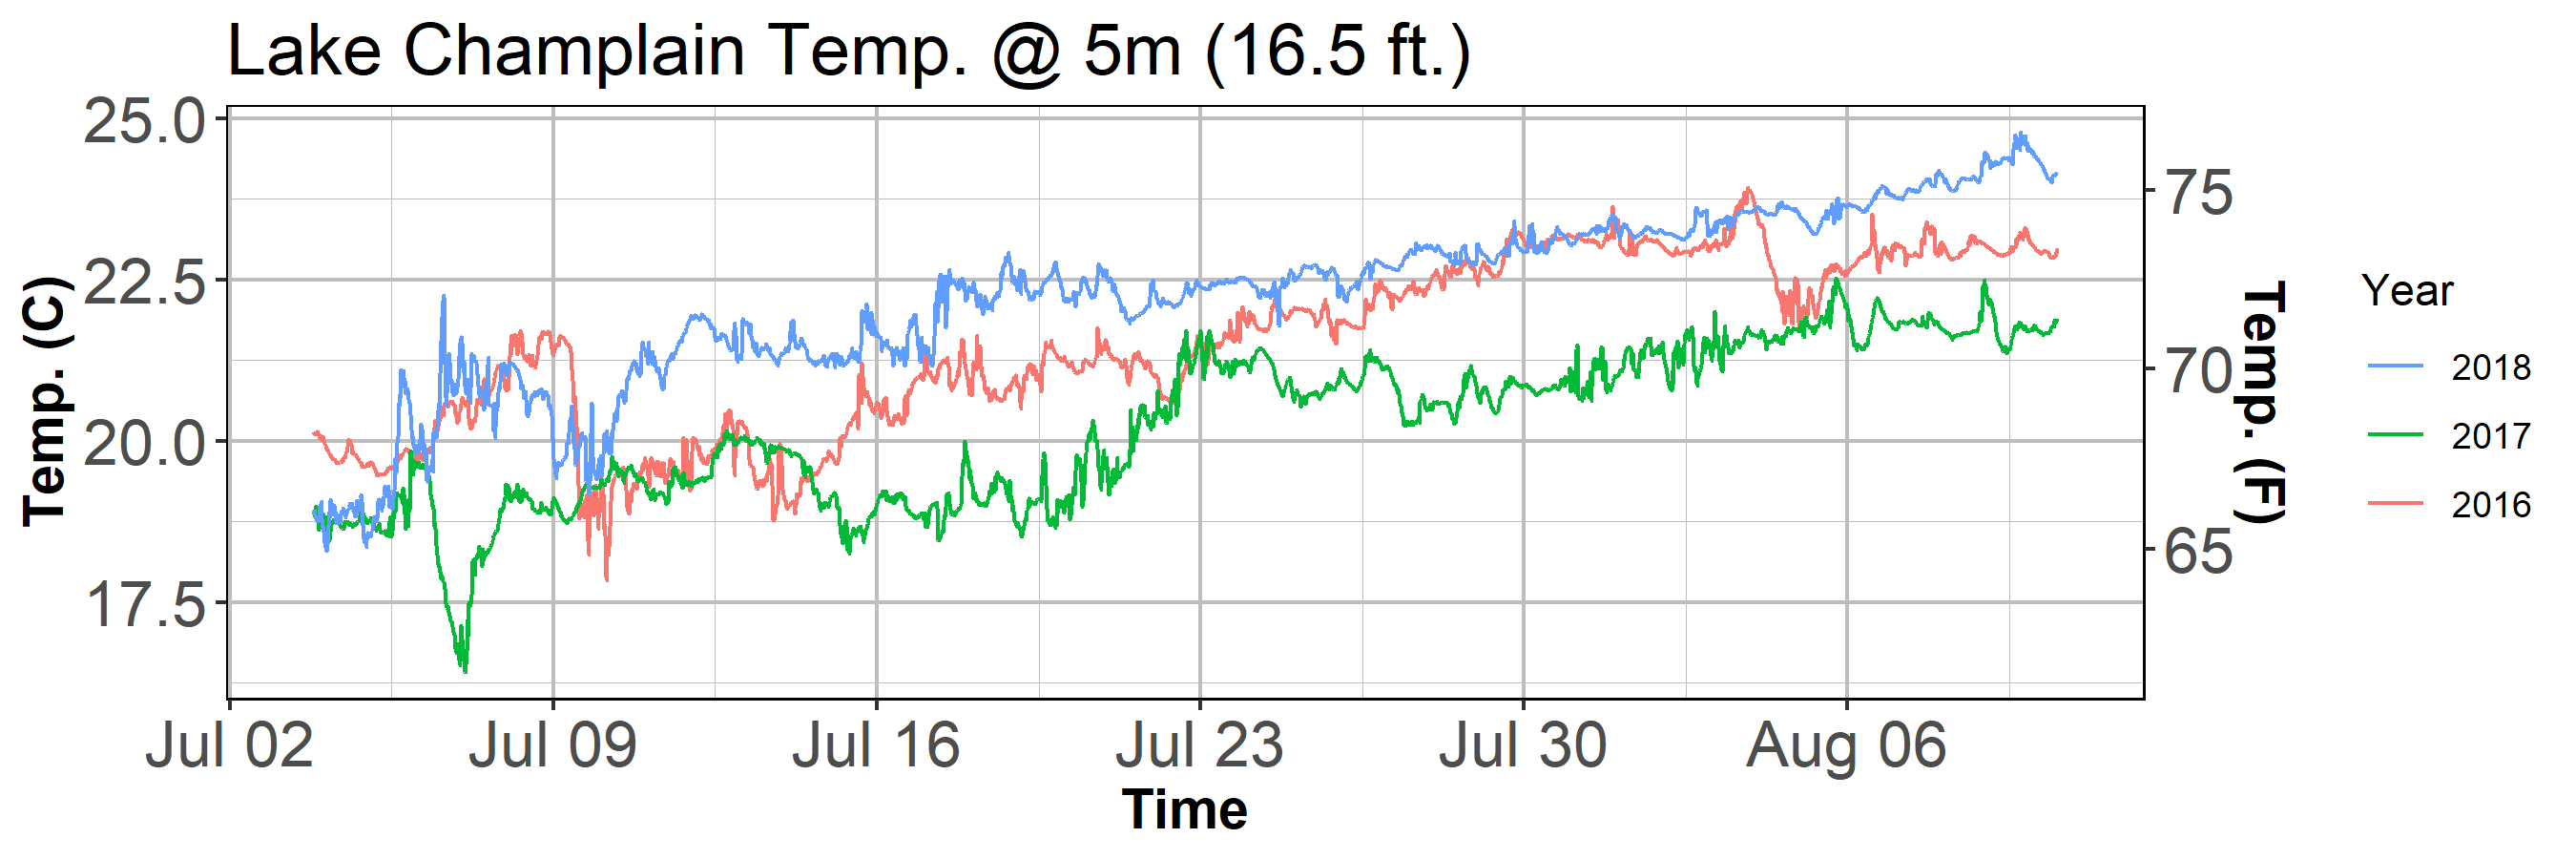 Lake Champlain Temp. @ 5m (16.5 ft.)
Temp. (C)
25.0
22.5
20.0
17.5
Jul 02
Jul 09
Jul 16
Jul 23
Jul 30
Aug 06
Time
75
70
65
Temp. (F)
Year
2018
2017
2016